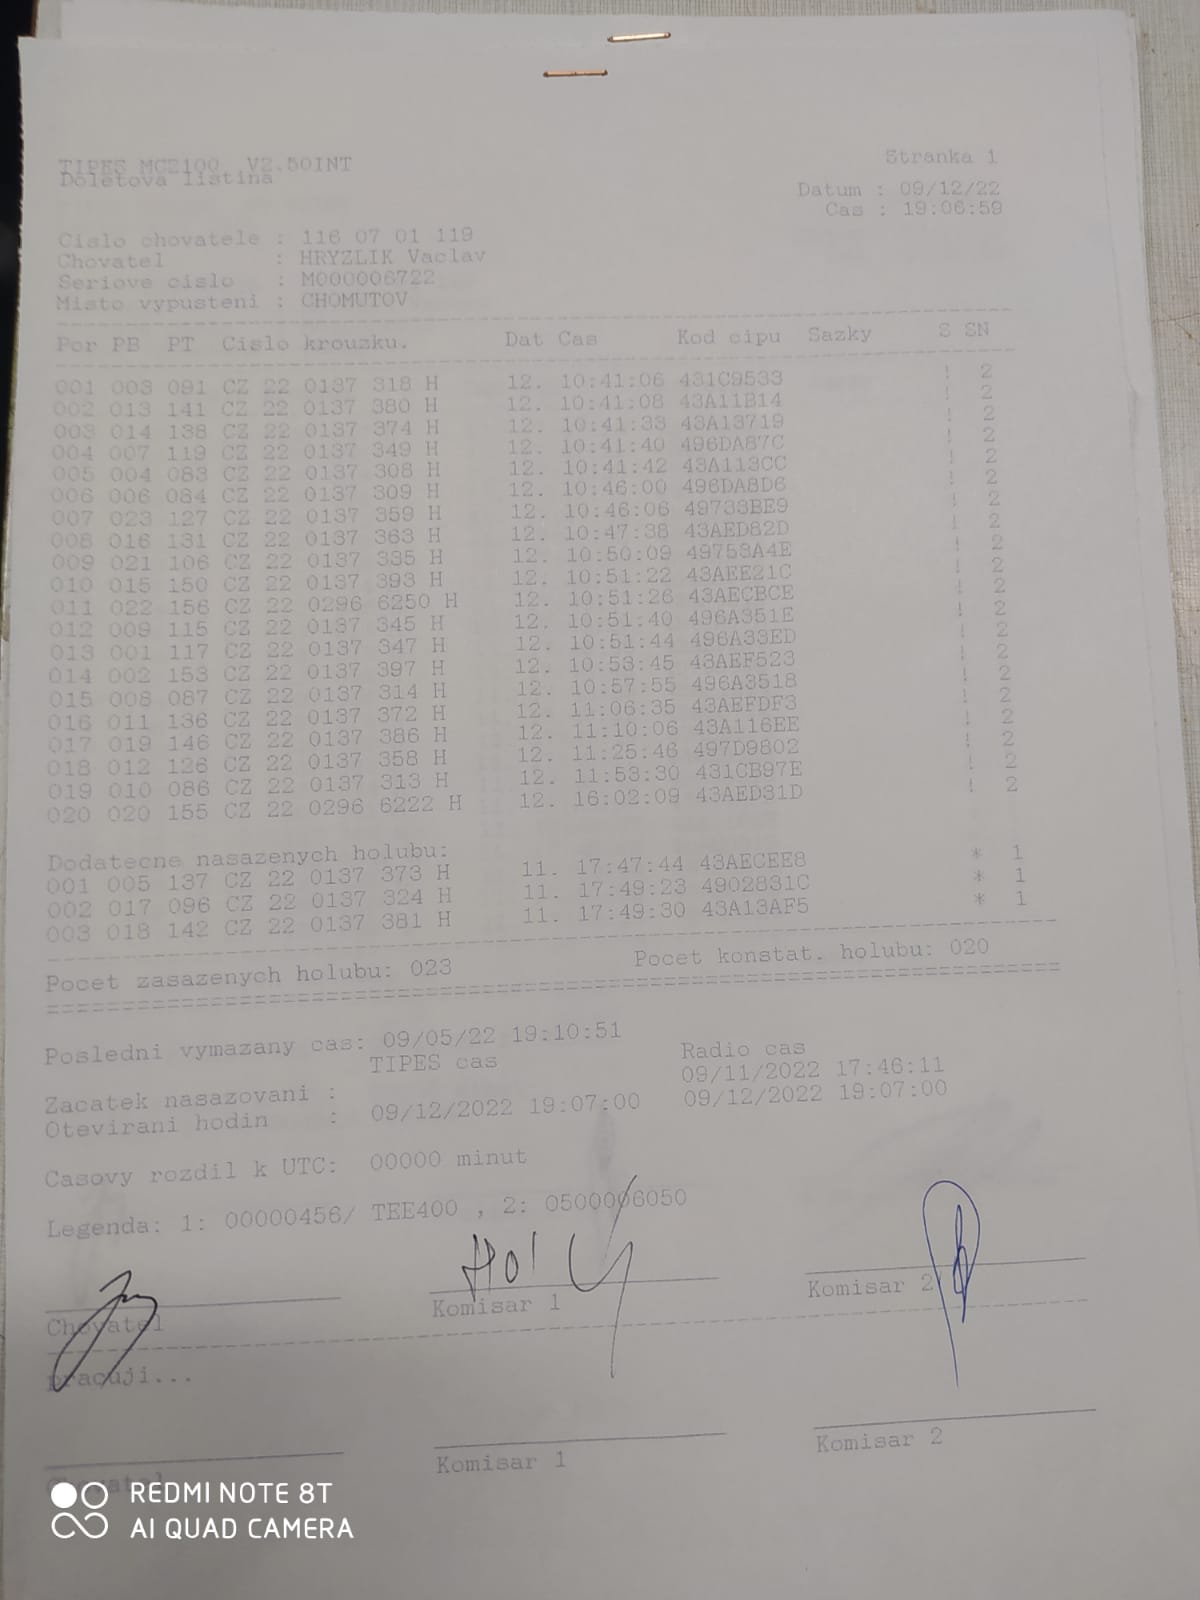 TIPES MC2100 V2.50INT
Stranka 1
Doletova listina
Datum : 09/12/22
Cas : 19:06:59
Cislo chovatele : 116 07 01 119
Chovatel : HRYZLIK Vaclav
Seriove cislo : M000006722
Misto vypusteni : CHOMUTOV
Por PB PT Cislo krouzku. Dat Cas Kod cipu Sazky S SN
001 003 091 CZ 22 0137 318 H 12. 10:41:06 431C9533 ! 2
002 013 141 CZ 22 0137 380 H 12. 10:41:08 43A11B14 ! 2
003 014 138 CZ 22 0137 374 H 12. 10:41:33 43A13719 ! 2
004 007 119 CZ 22 0137 349 H 12. 10:41:40 496DA87C ! 2
005 004 083 CZ 22 0137 308 H 12. 10:41:42 43A113CC ! 2
006 006 084 CZ 22 0137 309 H 12. 10:46:00 496DA8D6 ! 2
007 023 127 CZ 22 0137 359 H 12. 10:46:06 49733BE9 ! 2
008 016 131 CZ 22 0137 363 H 12. 10:47:38 43AED82D ! 2
009 021 106 CZ 22 0137 335 H 12. 10:50:09 49753A4E ! 2
010 015 150 CZ 22 0137 393 H 12. 10:51:22 43AEE21C ! 2
011 022 156 CZ 22 0296 6250 H 12. 10:51:26 43AECBCE ! 2
012 009 115 CZ 22 0137 345 H 12. 10:51:40 496A351E ! 2
013 001 117 CZ 22 0137 347 H 12. 10:51:44 496A33ED ! 2
014 002 153 CZ 22 0137 397 H 12. 10:53:45 43AEF523 ! 2
015 008 087 CZ 22 0137 314 H 12. 10:57:55 496A3518 ! 2
016 011 136 CZ 22 0137 372 H 12. 11:06:35 43AEFDF3 ! 2
017 019 146 CZ 22 0137 386 H 12. 11:10:06 43A116EE ! 2
018 012 126 CZ 22 0137 358 H 12. 11:25:46 497D9802 ! 2
019 010 086 CZ 22 0137 313 H 12. 11:53:30 431CB97E ! 2
020 020 155 CZ 22 0296 6222 H 12. 16:02:09 43AED31D ! 2
Dodatecne nasazenych holubu:
001 005 137 CZ 22 0137 373 H 11. 17:47:44 43AECEE8 * 1
002 017 096 CZ 22 0137 324 H 11. 17:49:23 4902831C * 1
003 018 142 CZ 22 0137 381 H 11. 17:49:30 43A13AF5 * 1
Pocet zasazenych holubu: 023 Pocet konstat. holubu: 020
Posledni vymazany cas: 09/05/22 19:10:51
TIPES cas Radio cas
Zacatek nasazovani : 09/11/2022 17:46:11
Otevirani hodin : 09/12/2022 19:07:00 09/12/2022 19:07:00
Casovy rozdil k UTC: 00000 minut
Legenda: 1: 00000456/ TEE400 , 2: 0500006050
Chovatel Komisar 1 Komisar 2
pracuji...
Chovatel Komisar 1 Komisar 2
REDMI NOTE 8T
AI QUAD CAMERA